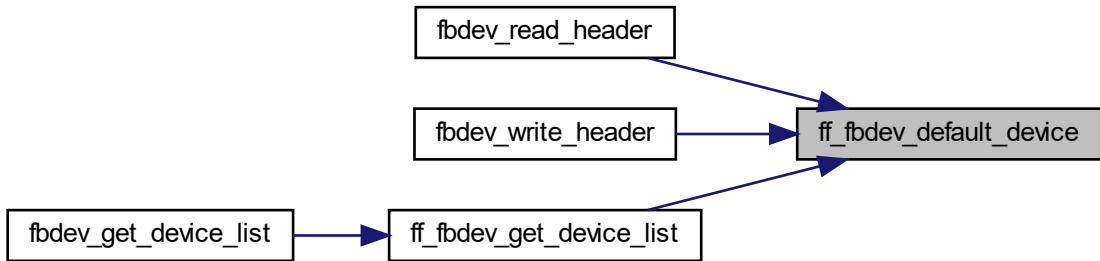 fbdev_read_header
fbdev_write_header
ff_fbdev_default_device
fbdev_get_device_list
ff_fbdev_get_device_list